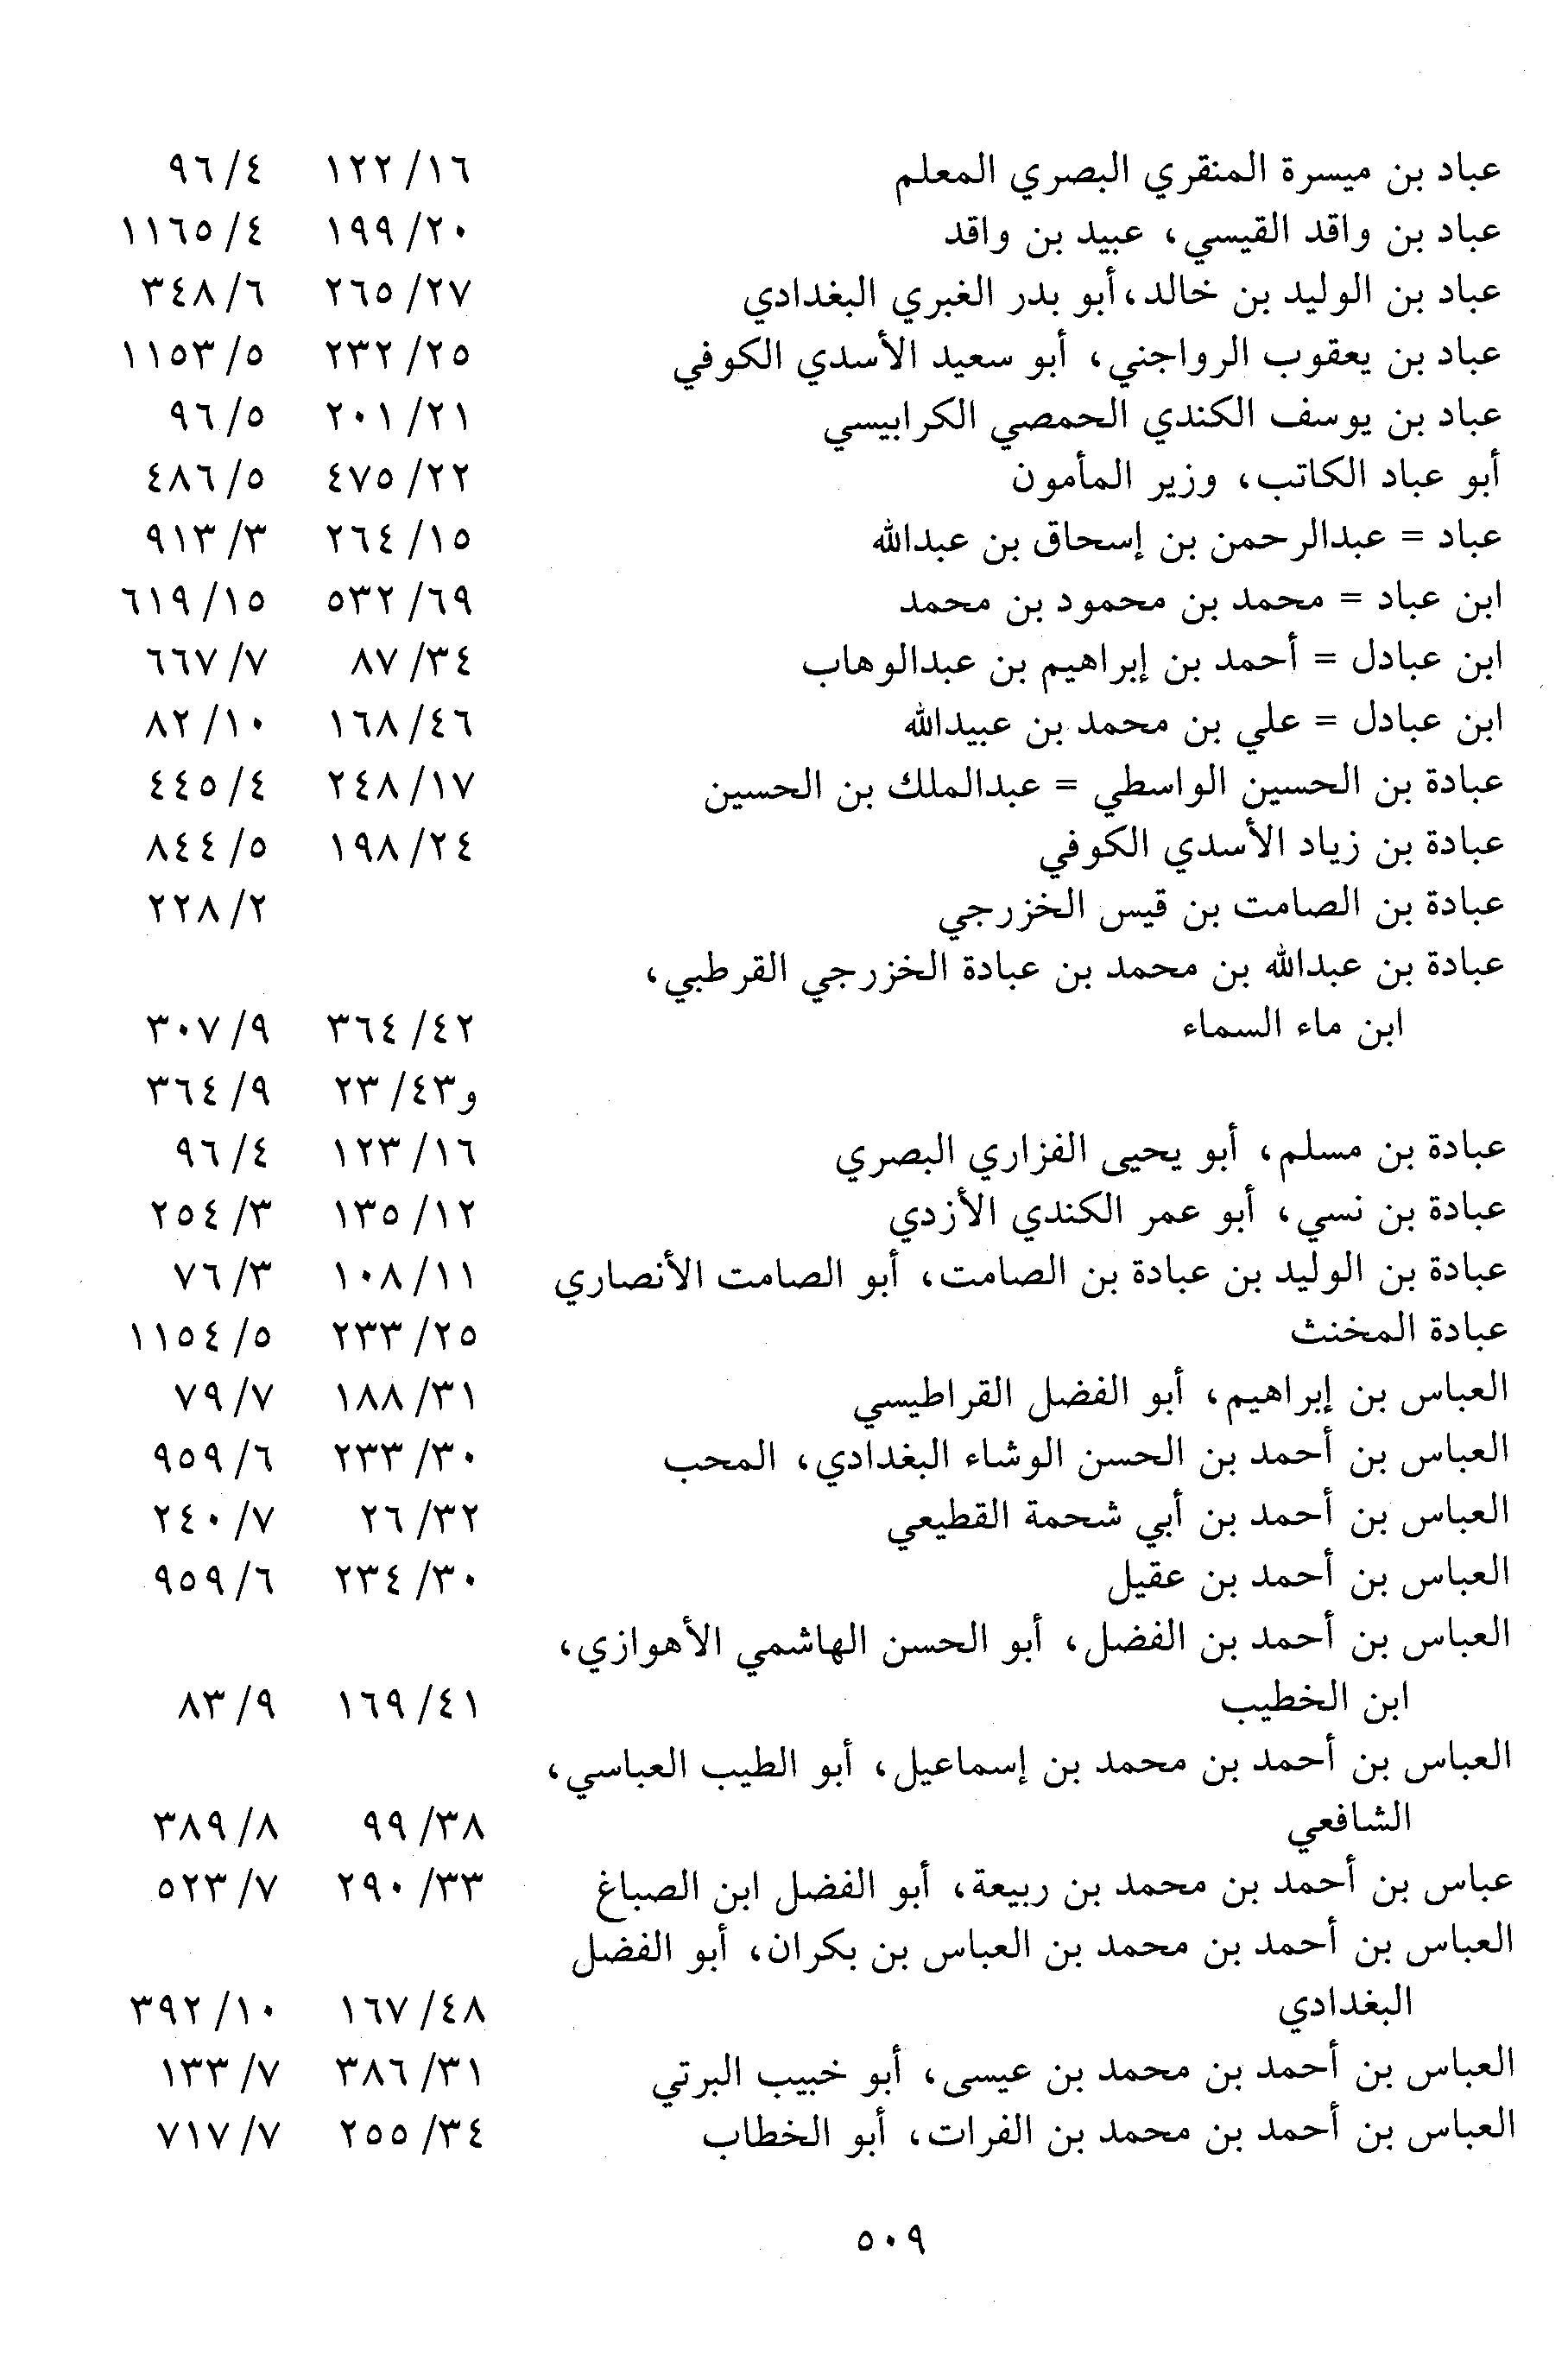 عباد بن ميسرة المنقري البصري المعلم ١٦/ ١٢٢ ٤/ ٩٦
عباد بن واقد القيسي، عبيد بن واقد ٢٠/ ١٩٩ ٤/ ١١٦٥
عباد بن الوليد بن خالد، أبو بدر الغبري البغدادي ٢٧/ ٢٦٥ ٦/ ٣٤٨
عباد بن يعقوب الرواجني، أبو سعيد الأسدي الكوفي ٢٥/ ٢٣٢ ٥/ ١١٥٣
عباد بن يوسف الكندي الحمصي الكرابيسي ٢١/ ٢٠١ ٥/ ٩٦
أبو عباد الكاتب، وزير المأمون ٢٢/ ٤٧٥ ٥/ ٤٨٦
عباد = عبدالرحمن بن إسحاق بن عبدالله ١٥/ ٢٦٤ ٣/ ٩١٣
ابن عباد = محمد بن محمود بن محمد ٦٩/ ٥٣٢ ١٥/ ٦١٩
ابن عبادل = أحمد بن إبراهيم بن عبدالوهاب ٣٤/ ٨٧ ٧/ ٦٦٧
ابن عبادل = علي بن محمد بن عبيدالله ٤٦/ ١٦٨ ١٠/ ٨٢
عبادة بن الحسين الواسطي = عبدالملك بن الحسين ١٧/ ٢٤٨ ٤/ ٤٤٥
عبادة بن زياد الأسدي الكوفي ٢٤/ ١٩٨ ٥/ ٨٤٤
عبادة بن الصامت بن قيس الخزرجي ٢/ ٢٢٨
عبادة بن عبدالله بن محمد بن عبادة الخزرجي القرطبي،
ابن ماء السماء ٤٢/ ٣٦٤ ٩/ ٣٠٧
و٤٣/ ٢٣ ٩/ ٣٦٤
عبادة بن مسلم، أبو يحيى الفزاري البصري ١٦/ ١٢٣ ٤/ ٩٦
عبادة بن نسي، أبو عمر الكندي الأزدي ١٢/ ١٣٥ ٣/ ٢٥٤
عبادة بن الوليد بن عبادة بن الصامت، أبو الصامت الأنصاري ١١/ ١٠٨ ٣/ ٧٦
عبادة المخنث ٢٥/ ٢٣٣ ٥/ ١١٥٤
العباس بن إبراهيم، أبو الفضل القراطيسي ٣١/ ١٨٨ ٧/ ٧٩
العباس بن أحمد بن الحسن الوشاء البغدادي، المحب ٣٠/ ٢٣٣ ٦/ ٩٥٩
العباس بن أحمد بن أبي شحمة القطيعي ٣٢/ ٢٦ ٧/ ٢٤٠
العباس بن أحمد بن عقيل ٣٠/ ٢٣٤ ٦/ ٩٥٩
العباس بن أحمد بن الفضل، أبو الحسن الهاشمي الأهوازي،
ابن الخطيب ٤١/ ١٦٩ ٩/ ٨٣
العباس بن أحمد بن محمد بن إسماعيل، أبو الطيب العباسي،
الشافعي ٣٨/ ٩٩ ٨/ ٣٨٩
عباس بن أحمد بن محمد بن ربيعة، أبو الفضل ابن الصباغ ٣٣/ ٢٩٠ ٧/ ٥٢٣
العباس بن أحمد بن محمد بن العباس بن بكران، أبو الفضل
البغدادي ٤٨/ ١٦٧ ١٠/ ٣٩٢
العباس بن أحمد بن محمد بن عيسى، أبو خبيب البرتي ٣١/ ٣٨٦ ٧/ ١٣٣
العباس بن أحمد بن محمد بن الفرات، أبو الخطاب ٣٤/ ٢٥٥ ٧/ ٧١٧
٥٠٩